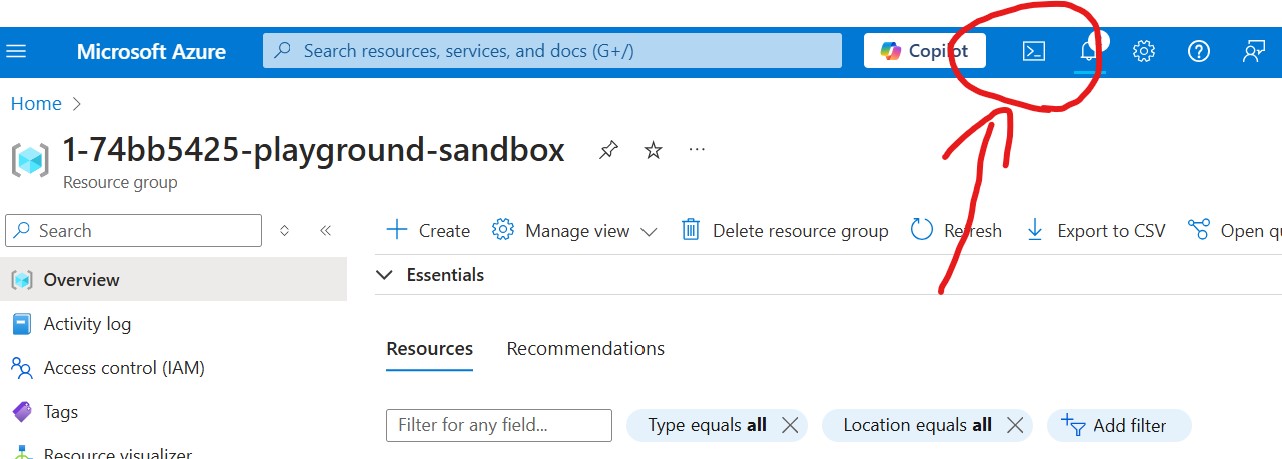 Microsoft Azure
Search resources, services, and docs (G+/)
Copilot
Home
1-74bb5425-playground-sandbox
Resource group
Search
Create
Manage view
Delete resource group
Refresh
Export to CSV
Open
Overview
Essentials
Activity log
Resources
Recommendations
Access control (IAM)
Tags
Filter for any field...
Type equals all
Location equals all
Add filter
Resource visualizer